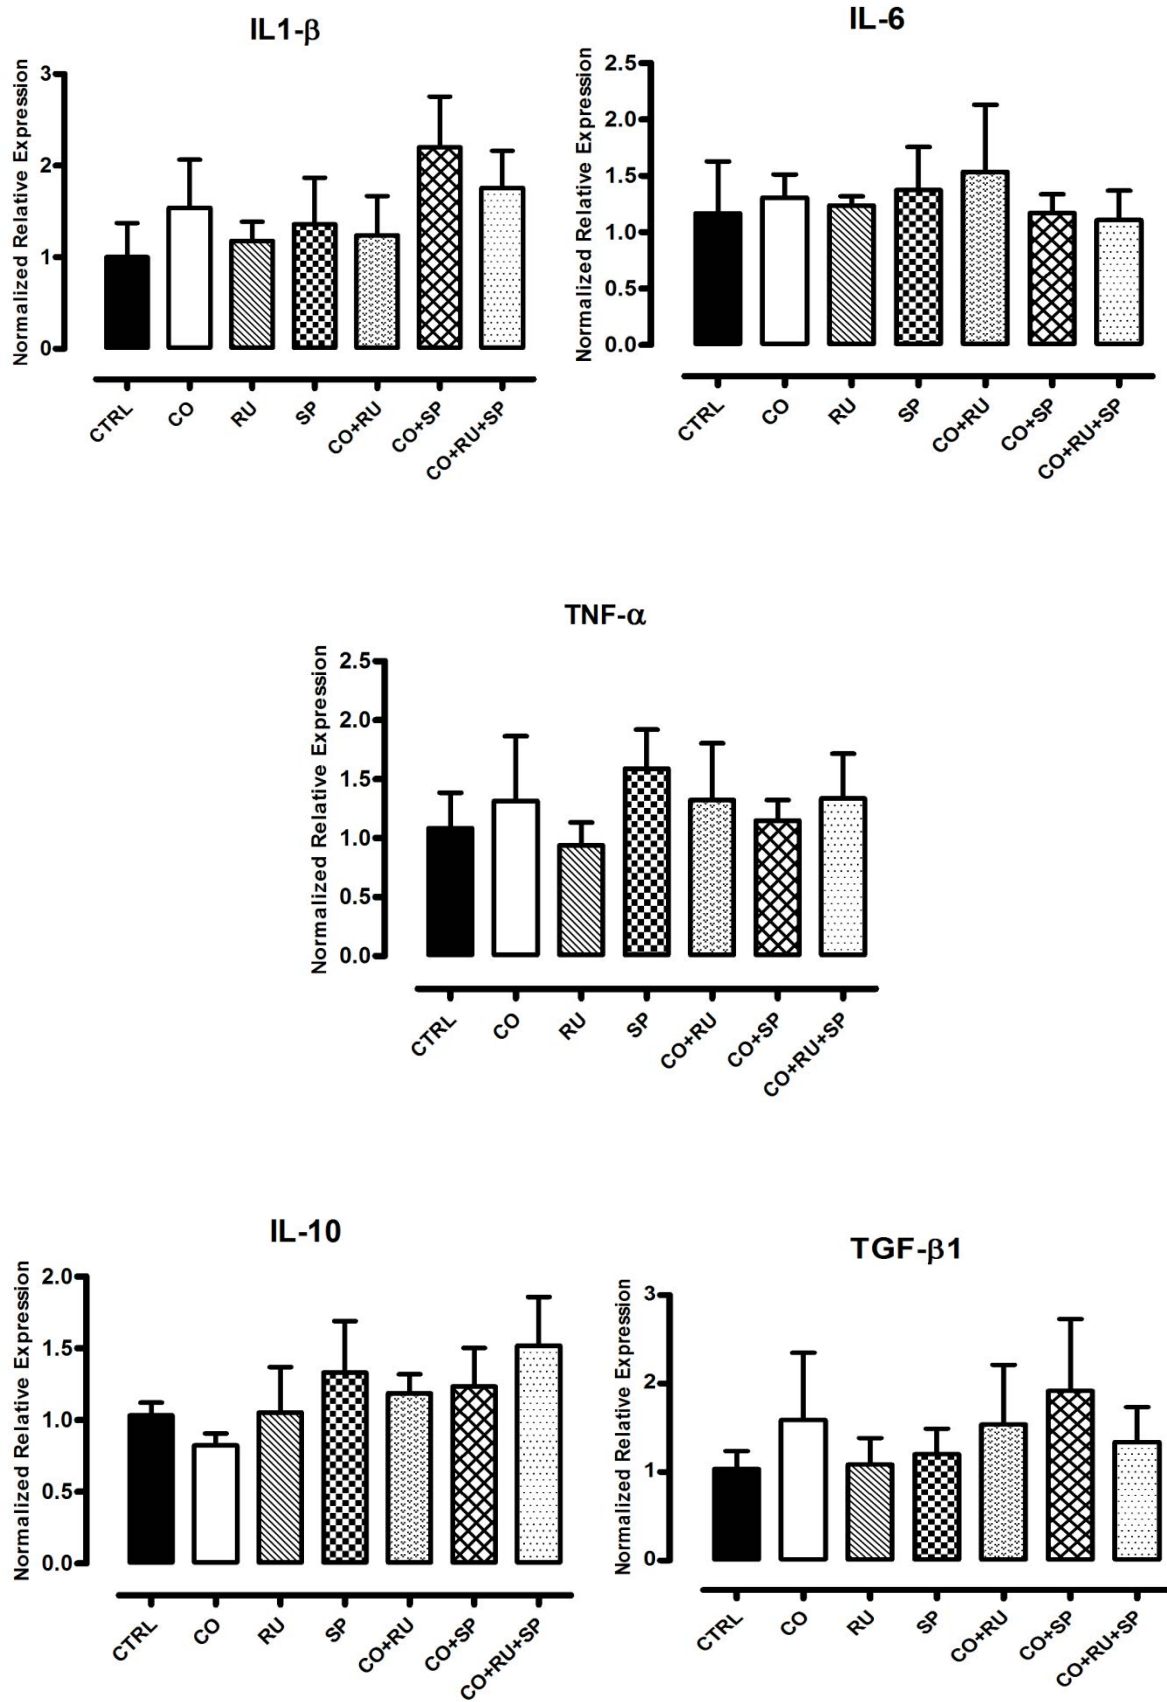 IL1-β
Normalized Relative Expression
3
2
1
0
CTRL
CO
RU
SP
CO+RU
CO+SP
CO+RU+SP
IL-6
Normalized Relative Expression
2.5
2.0
1.5
1.0
0.5
0.0
CTRL
CO
RU
SP
CO+RU
CO+SP
CO+RU+SP
TNF-α
Normalized Relative Expression
2.5
2.0
1.5
1.0
0.5
0.0
CTRL
CO
RU
SP
CO+RU
CO+SP
CO+RU+SP
IL-10
Normalized Relative Expression
2.0
1.5
1.0
0.5
0.0
CTRL
CO
RU
SP
CO+RU
CO+SP
CO+RU+SP
TGF-β1
Normalized Relative Expression
3
2
1
0
CTRL
CO
RU
SP
CO+RU
CO+SP
CO+RU+SP